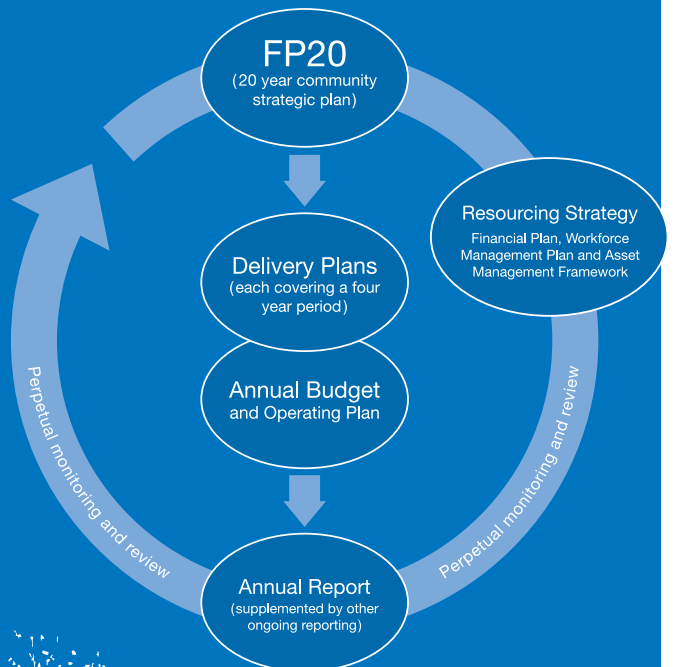 FP20
(20 year community
strategic plan)
Resourcing Strategy
Financial Plan, Workforce
Management Plan and Asset
Management Framework
Delivery Plans
(each covering a four
year period)
Annual Budget
and Operating Plan
Perpetual monitoring and review
Perpetual monitoring and review
Annual Report
(supplemented by other
ongoing reporting)